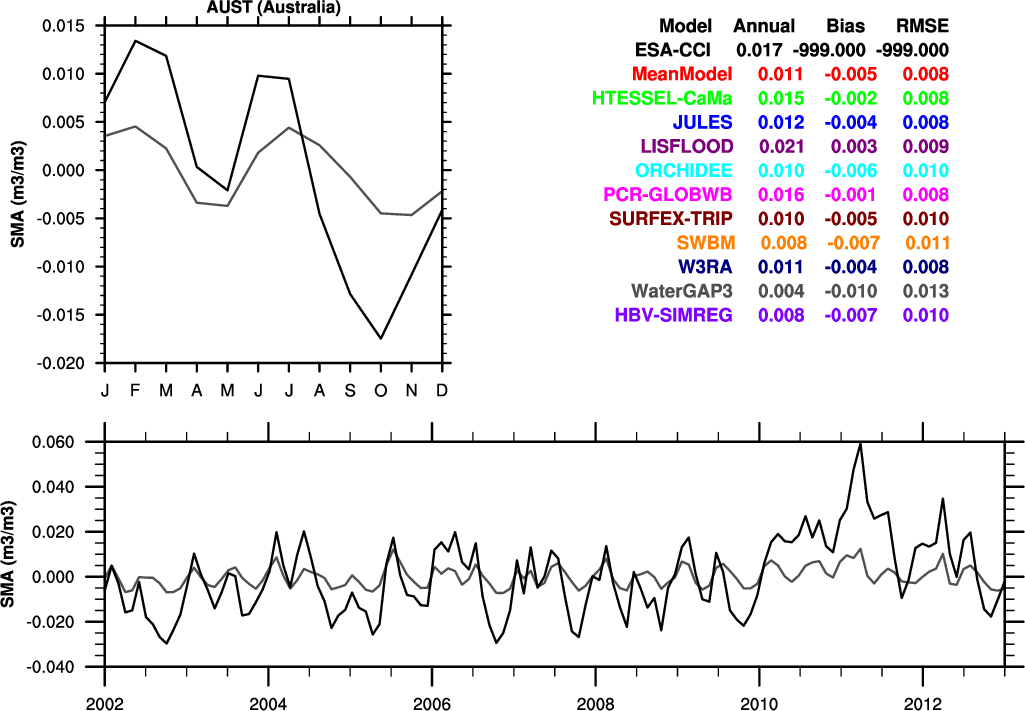 AUST (Australia)
0.015
0.010
0.005
0.000
-0.005
-0.010
-0.015
-0.020
SMA (m3/m3)
J F M A M J J A S O N D
Model Annual Bias RMSE
ESA-CCI 0.017 -999.000 -999.000
MeanModel 0.011 -0.005 0.008
HTESSEL-CaMa 0.015 -0.002 0.008
JULES 0.012 -0.004 0.008
LISFLOOD 0.021 0.003 0.009
ORCHIDEE 0.010 -0.006 0.010
PCR-GLOBWB 0.016 -0.001 0.008
SURFEX-TRIP 0.010 -0.005 0.010
SWBM 0.008 -0.007 0.011
W3RA 0.011 -0.004 0.008
WaterGAP3 0.004 -0.010 0.013
HBV-SIMREG 0.008 -0.007 0.010
0.060
0.040
0.020
0.000
-0.020
-0.040
SMA (m3/m3)
2002 2004 2006 2008 2010 2012